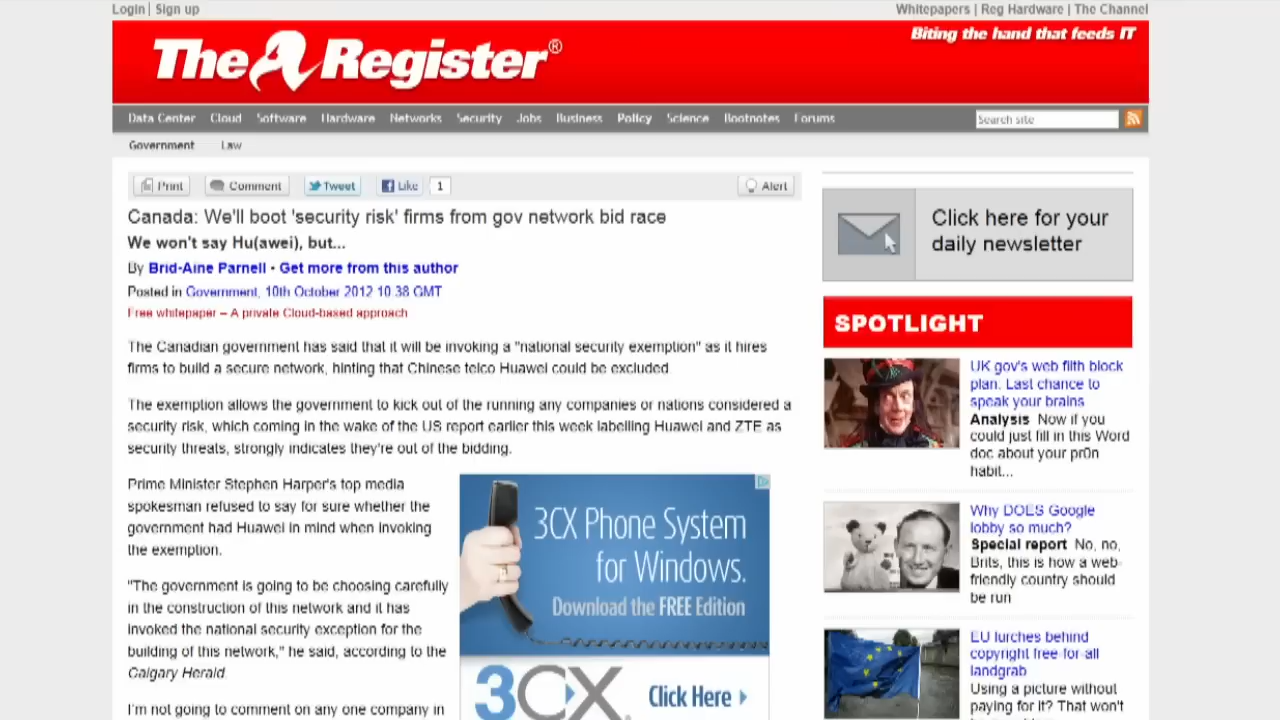 Login | Sign up
Whitepapers | Reg Hardware | The Channel
The Register®
Biting the hand that feeds IT
Data Center Cloud Software Hardware Networks Security Jobs Business Policy Science Bootnotes Forums
Search site
Government Law
Print Comment Tweet Like 1 Alert
Canada: We'll boot 'security risk' firms from gov network bid race
We won't say Hu(awei), but...
By Brid-Aine Parnell • Get more from this author
Posted in Government, 10th October 2012 10:38 GMT
Free whitepaper – A private Cloud-based approach
The Canadian government has said that it will be invoking a "national security exemption" as it hires
firms to build a secure network, hinting that Chinese telco Huawei could be excluded
The exemption allows the government to kick out of the running any companies or nations considered a
security risk, which coming in the wake of the US report earlier this week labelling Huawei and ZTE as
security threats, strongly indicates they're out of the bidding.
Prime Minister Stephen Harper's top media
spokesman refused to say for sure whether the
government had Huawei in mind when invoking
the exemption.
"The government is going to be choosing carefully
in the construction of this network and it has
invoked the national security exception for the
building of this network," he said, according to the
Calgary Herald
I'm not going to comment on any one company in
3CX Phone System
for Windows.
Download the FREE Edition
3CX
Click Here
Click here for your
daily newsletter
SPOTLIGHT
UK gov's web filth block
plan: Last chance to
speak your brains
Analysis Now if you
could just fill in this Word
doc about your pr0n
habit...
Why DOES Google
lobby so much?
Special report No, no,
Brits, this is how a web-
friendly country should
be run
EU lurches behind
copyright free-for-all
landgrab
Using a picture without
paying for it? That won't